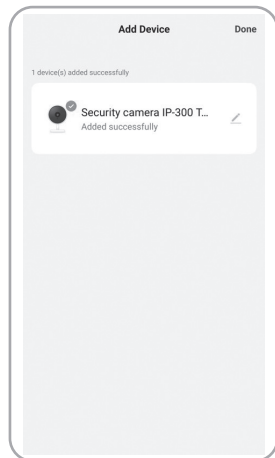 Add Device Done
1 device(s) added successfully
Security camera IP-300 T...
Added successfully